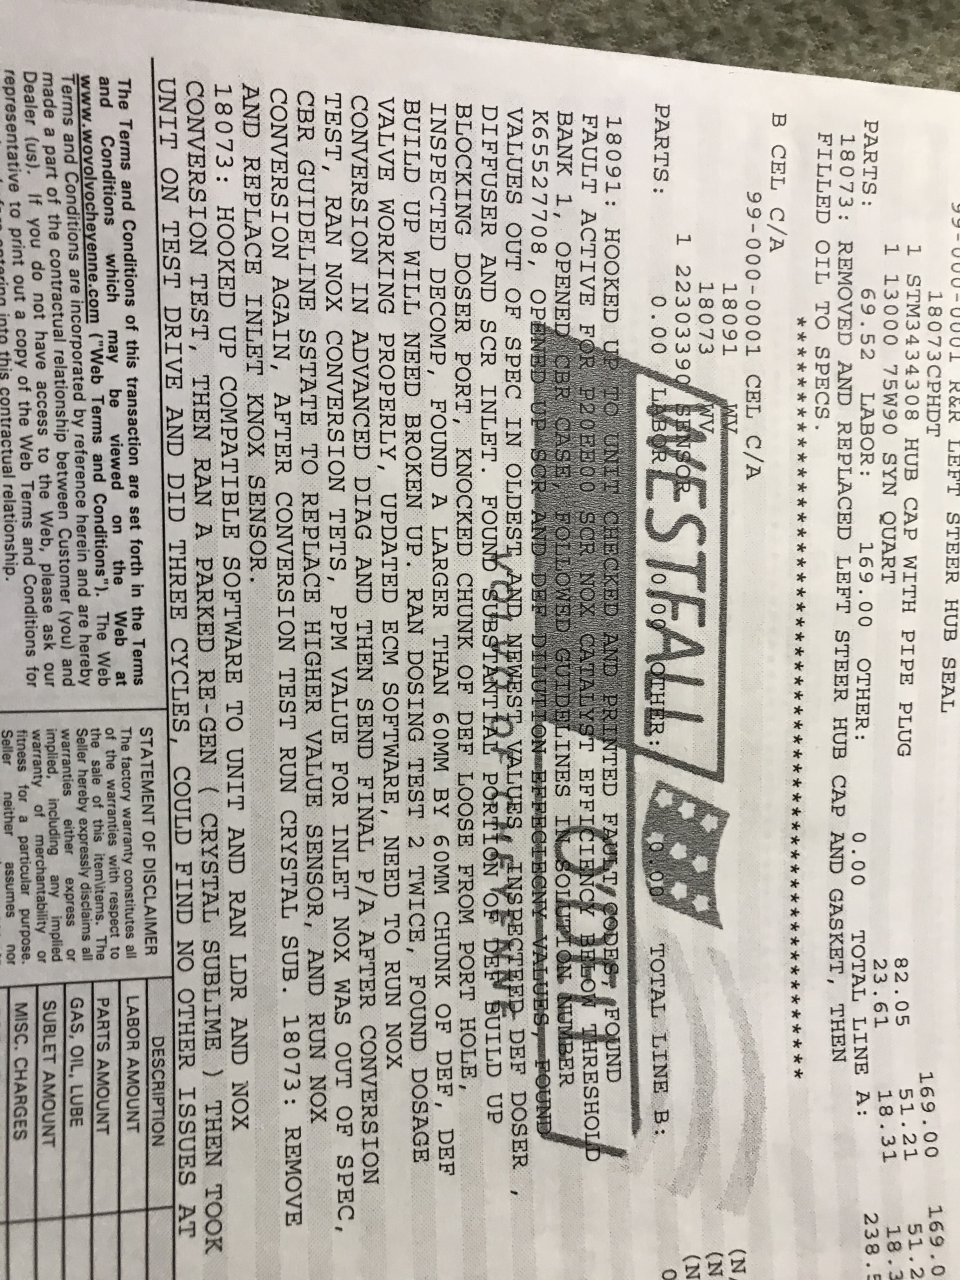 99-000-0001 R&R LEFT STEER HUB SEAL
18073CPHDT 169.00 169.0
1 STM3434308 HUB CAP WITH PIPE PLUG 82.05 51.21 51.2
1 13000 75W90 SYN QUART 23.61 18.31 18.3
PARTS: 69.52 LABOR: 169.00 OTHER: 0.00 TOTAL LINE A: 238.5
18073: REMOVED AND REPLACED LEFT STEER HUB CAP AND GASKET, THEN
FILLED OIL TO SPECS.
B CEL C/A
99-000-0001 CEL C/A
18091 WV (N
18073 WV (N
1 22303390 SENSOR (N
PARTS: 0.00 LABOR: 0.00 OTHER: 0.00 TOTAL LINE B: 0
WESTFALL
18091: HOOKED UP TO UNIT CHECKED AND PRINTED FAULT CODES, FOUND
FAULT ACTIVE FOR P20EE00 SCR NOX CATALYST EFFICIENCY BELOW THRESHOLD
BANK 1, OPENED CBR CASE, FOLLOWED GUIDELINES IN SOLUTION NUMBER
K65527708, OPENED UP SCR AND DEF DILUTION EFFECIECNY VALUES, FOUND
VALUES OUT OF SPEC IN OLDEST AND NEWEST VALUES, INSPECTED DEF DOSER ,
DIFFUSER AND SCR INLET. FOUND SUBSTANTIAL PORTION OF DEF BUILD UP
BLOCKING DOSER PORT, KNOCKED CHUNK OF DEF LOOSE FROM PORT HOLE,
INSPECTED DECOMP, FOUND A LARGER THAN 60MM BY 60MM CHUNK OF DEF, DEF
BUILD UP WILL NEED BROKEN UP. RAN DOSING TEST 2 TWICE, FOUND DOSAGE
VALVE WORKING PROPERLY, UPDATED ECM SOFTWARE, NEED TO RUN NOX
CONVERSION IN ADVANCED DIAG AND THEN SEND FINAL P/A AFTER CONVERSION
TEST, RAN NOX CONVERSION TETS, PPM VALUE FOR INLET NOX WAS OUT OF SPEC,
CBR GUIDELINE SSTATE TO REPLACE HIGHER VALUE SENSOR, AND RUN NOX
CONVERSION AGAIN, AFTER CONVERSION TEST RUN CRYSTAL SUB. 18073: REMOVE
AND REPLACE INLET KNOX SENSOR.
18073: HOOKED UP COMPATIBLE SOFTWARE TO UNIT AND RAN LDR AND NOX
CONVERSION TEST, THEN RAN A PARKED RE-GEN ( CRYSTAL SUBLIME ) THEN TOOK
UNIT ON TEST DRIVE AND DID THREE CYCLES, COULD FIND NO OTHER ISSUES AT
The Terms and Conditions of this transaction are set forth in the Terms
and Conditions which may be viewed on the Web at
www.wovolvocheyenne.com ("Web Terms and Conditions"). The Web
Terms and Conditions are incorporated by reference herein and are hereby
made a part of the contractual relationship between Customer (you) and
Dealer (us). If you do not have access to the Web, please ask our
representative to print out a copy of the Web Terms and Conditions for
into this contractual relationship.
STATEMENT OF DISCLAIMER
The factory warranty constitutes all
of the warranties with respect to
the sale of this item\items. The
Seller hereby expressly disclaims all
warranties either express or
implied, including any implied
warranty of merchantability or
fitness for a particular purpose.
Seller neither assumes nor
DESCRIPTION
LABOR AMOUNT
PARTS AMOUNT
GAS, OIL, LUBE
SUBLET AMOUNT
MISC. CHARGES